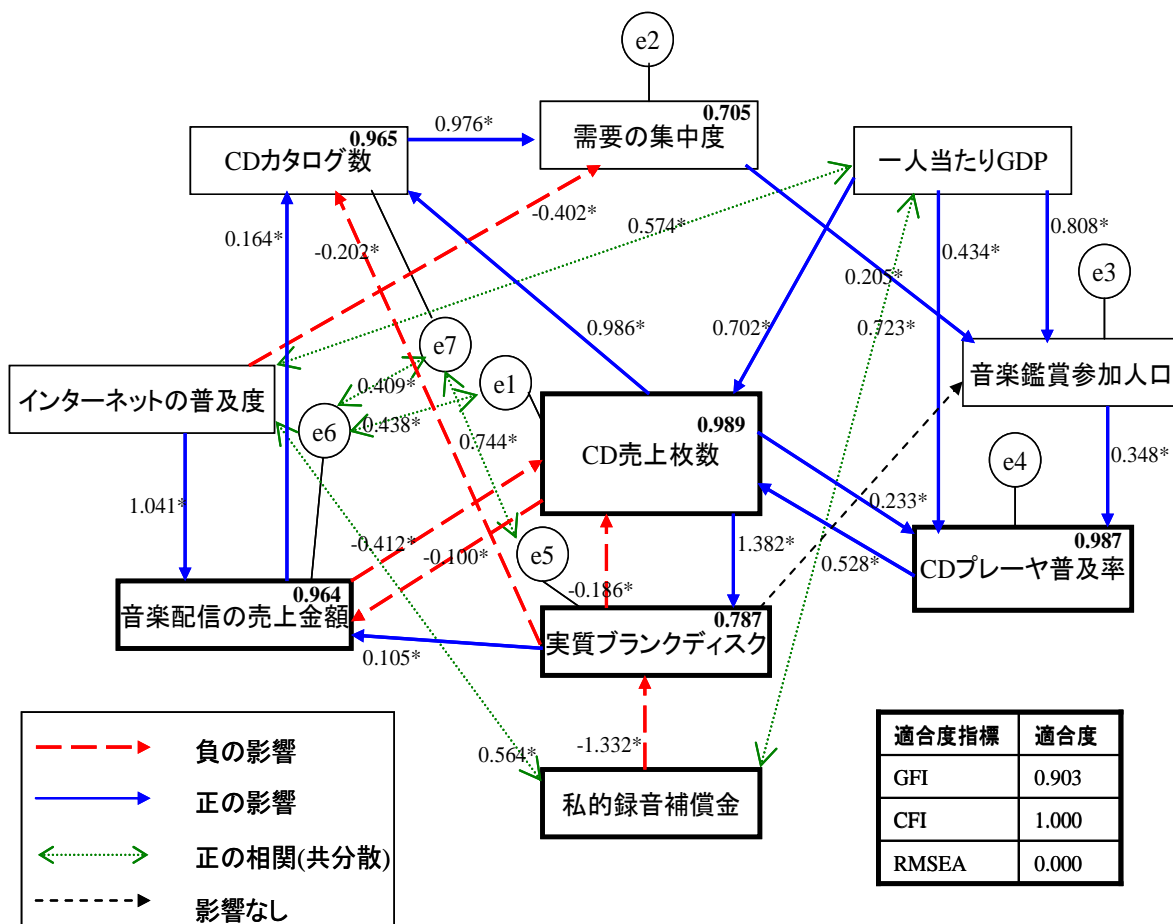 e2
0.705
需要の集中度
0.965
CDカタログ数
0.976*
一人当たりGDP
-0.402*
0.574*
0.164*
-0.202*
0.808*
0.434*
e3
0.205*
0.986*
0.702*
0.723*
e7
音楽鑑賞参加人口
インターネットの普及度
0.409*
e1
e6
0.438*
0.744*
0.989
CD売上枚数
0.348*
e4
0.233*
1.041*
-0.412*
-0.100*
e5
1.382*
0.528*
0.987
CDプレーヤ普及率
-0.186*
0.964
音楽配信の売上金額
0.787
実質ブランクディスク
0.105*
-1.332*
0.564*
私的録音補償金
負の影響
正の影響
正の相関(共分散)
影響なし
適合度指標 適合度
GFI 0.903
CFI 1.000
RMSEA 0.000